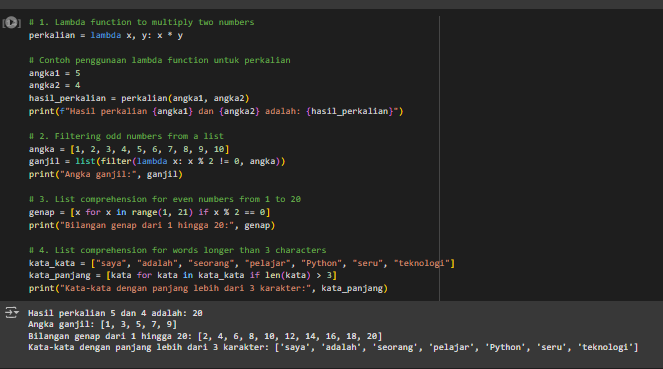 # 1. Lambda function to multiply two numbers
perkalian = lambda x, y: x * y
# Contoh penggunaan lambda function untuk perkalian
angka1 = 5
angka2 = 4
hasil_perkalian = perkalian(angka1, angka2)
print(f"Hasil perkalian {angka1} dan {angka2} adalah: {hasil_perkalian}")
# 2. Filtering odd numbers from a list
angka = [1, 2, 3, 4, 5, 6, 7, 8, 9, 10]
ganjil = list(filter(lambda x: x % 2 != 0, angka))
print("Angka ganjil:", ganjil)
# 3. List comprehension for even numbers from 1 to 20
genap = [x for x in range(1, 21) if x % 2 == 0]
print("Bilangan genap dari 1 hingga 20:", genap)
# 4. List comprehension for words longer than 3 characters
kata_kata = ["saya", "adalah", "seorang", "pelajar", "Python", "seru", "teknologi"]
kata_panjang = [kata for kata in kata_kata if len(kata) > 3]
print("Kata-kata dengan panjang lebih dari 3 karakter:", kata_panjang)
Hasil perkalian 5 dan 4 adalah: 20
Angka ganjil: [1, 3, 5, 7, 9]
Bilangan genap dari 1 hingga 20: [2, 4, 6, 8, 10, 12, 14, 16, 18, 20]
Kata-kata dengan panjang lebih dari 3 karakter: ['saya', 'adalah', 'seorang', 'pelajar', 'Python', 'seru', 'teknologi']